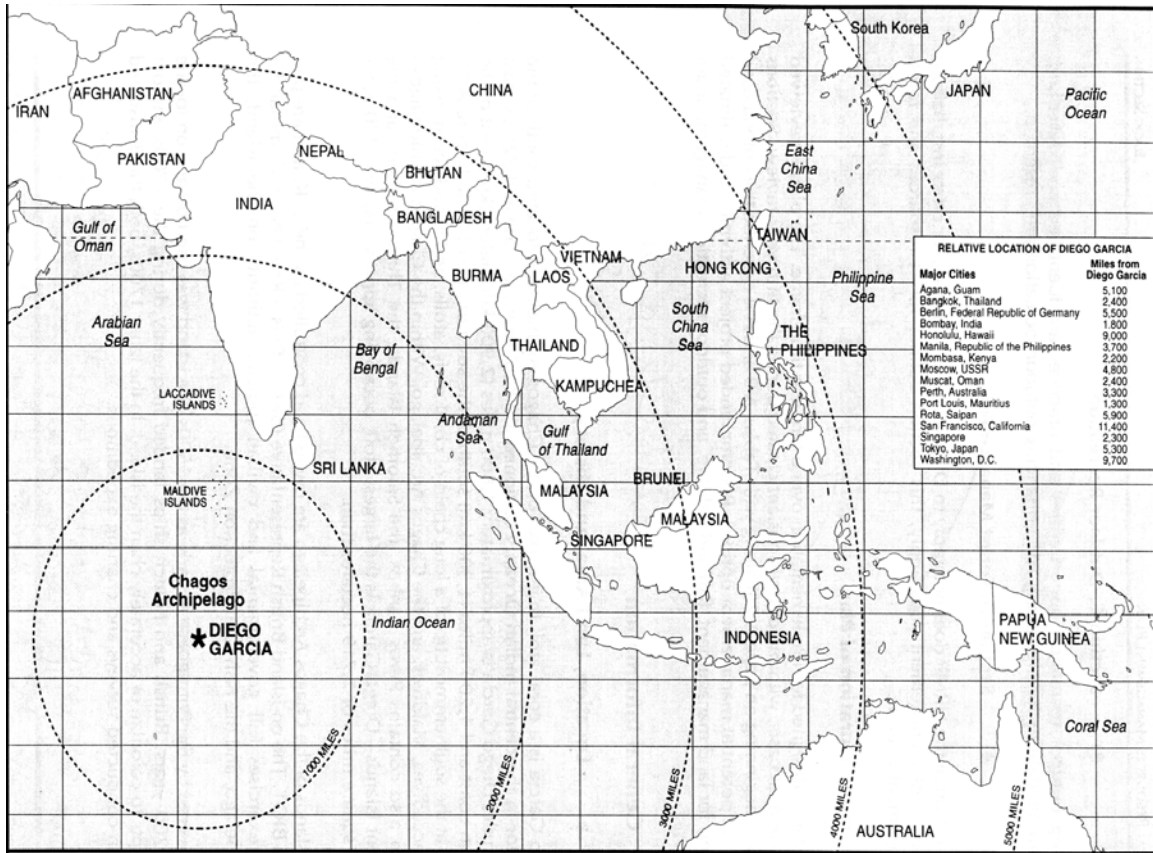 South Korea
JAPAN
Pacific
Ocean
CHINA
AFGHANISTAN
IRAN
PAKISTAN
NEPAL
BHUTAN
East
China
Sea
INDIA
BANGLADESH
Gulf of
Oman
TAIWAN
VIETNAM
HONG KONG
BURMA
LAOS
Philippine
Sea
RELATIVE LOCATION OF DIEGO GARCIA
Major Cities Miles from Diego Garcia
Agana, Guam 5,100
Bangkok, Thailand 2,400
Berlin, Federal Republic of Germany 5,500
Bombay, India 1.800
Honolulu, Hawaii 9,000
Manila, Republic of the Philippines 3,700
Mombasa, Kenya 2,200
Moscow, USSR 4,800
Muscat, Oman 2,400
Perth, Australia 3,300
Port Louis, Mauritius 1,300
Rota, Saipan 5,900
San Francisco, California 11,400
Singapore 2,300
Tokyo, Japan 5,300
Washington, D.C. 9,700
Arabian
Sea
Bay of
Bengal
South
China
Sea
THE
PHILIPPINES
THAILAND
KAMPUCHEA
LACCADIVE
ISLANDS
Andaman
Sea
Gulf
of Thailand
SRI LANKA
MALDIVE
ISLANDS
MALAYSIA
BRUNEI
MALAYSIA
SINGAPORE
Chagos
Archipelago
DIEGO
GARCIA
Indian Ocean
INDONESIA
PAPUA
NEW GUINEA
Coral Sea
1000 MILES
2000 MILES
3000 MILES
4000 MILES
5000 MILES
AUSTRALIA